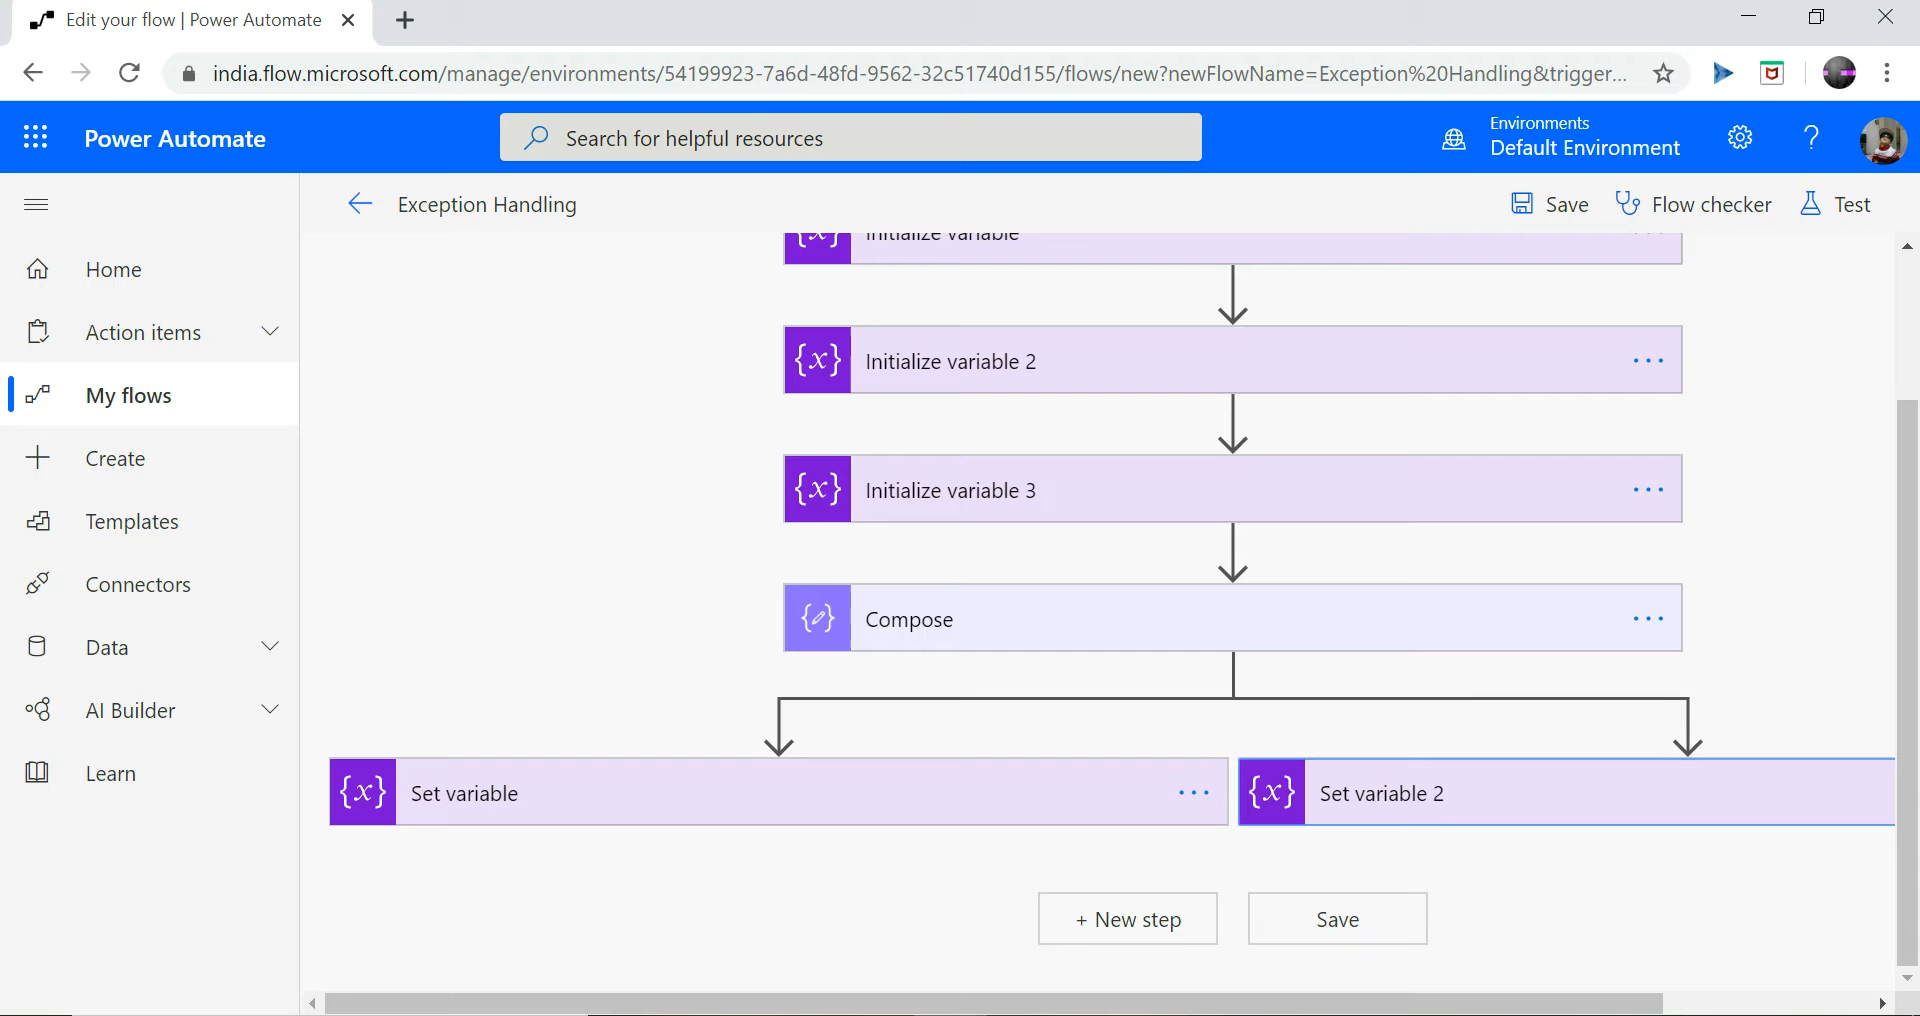 Edit your flow | Power Automate
india.flow.microsoft.com/manage/environments/54199923-7a6d-48fd-9562-32c51740d155/flows/new?newFlowName=Exception%20Handling&trigger...
Power Automate
Search for helpful resources
Environments
Default Environment
Exception Handling
Save
Flow checker
Test
Home
Action items
My flows
Create
Templates
Connectors
Data
AI Builder
Learn
Initialize variable
{x} Initialize variable 2
{x} Initialize variable 3
Compose
{x} Set variable
{x} Set variable 2
+ New step
Save